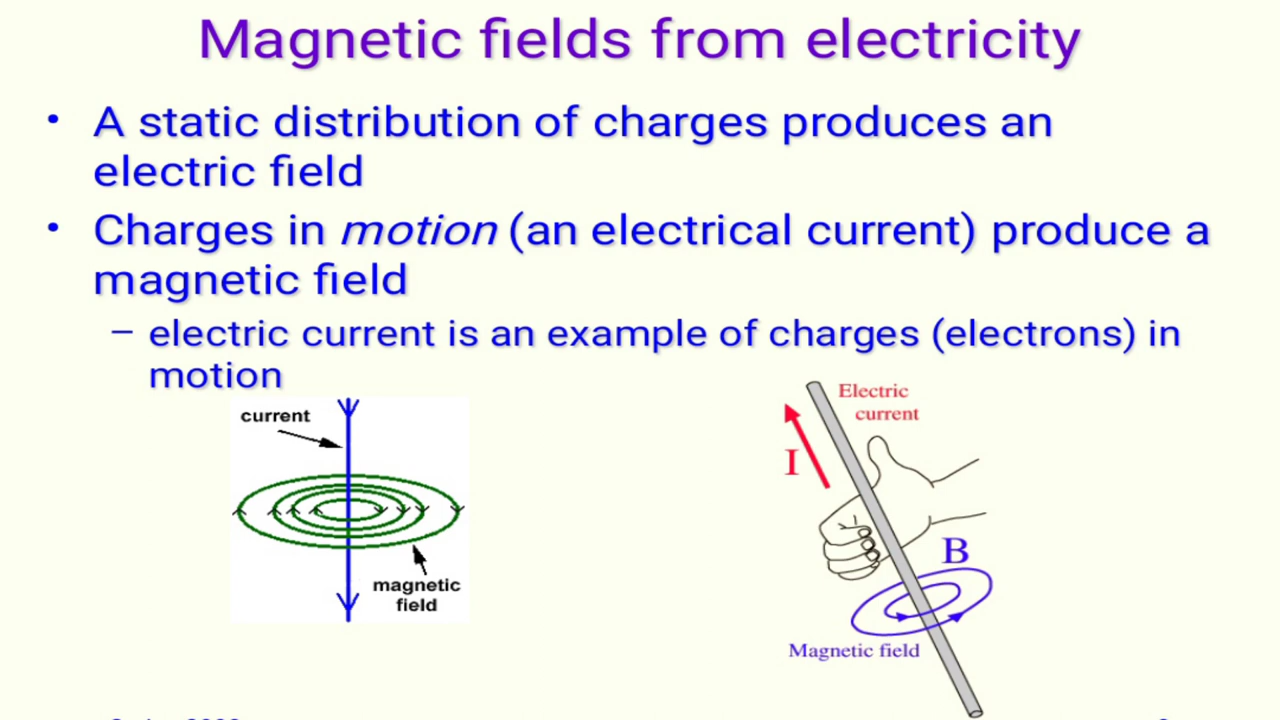 Magnetic fields from electricity
• A static distribution of charges produces an
electric field
• Charges in motion (an electrical current) produce a
magnetic field
– electric current is an example of charges (electrons) in
motion
current
magnetic
field
Electric
current
I
B
Magnetic field